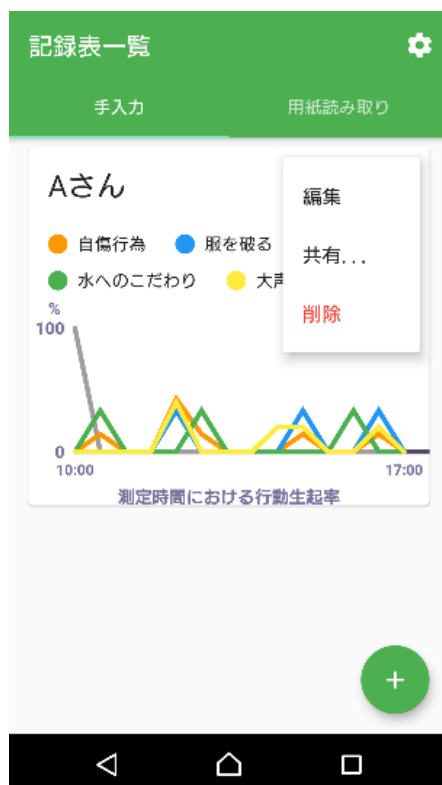 記録表一覧
手入力
用紙読み取り
Aさん
編集
自傷行為
服を破る
共有...
水へのこだわり
大声
削除
%
100
0
10:00
17:00
測定時間における行動生起率
+